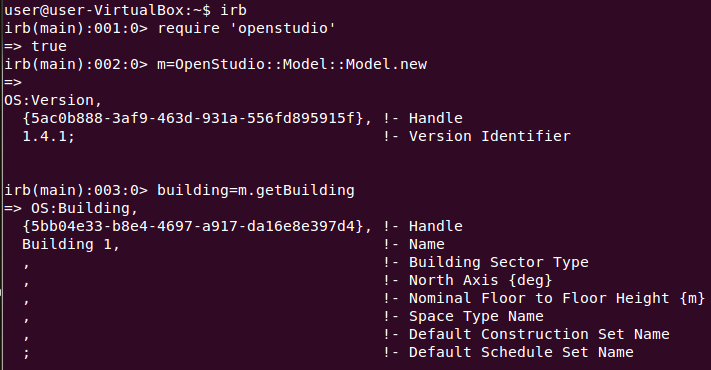 user@user-VirtualBox:~$ irb
irb(main):001:0> require 'openstudio'
=> true
irb(main):002:0> m=OpenStudio::Model::Model.new
=>
OS:Version,
  {5ac0b888-3af9-463d-931a-556fd895915f}, !- Handle
  1.4.1;                                  !- Version Identifier
irb(main):003:0> building=m.getBuilding
=> OS:Building,
  {5bb04e33-b8e4-4697-a917-da16e8e397d4}, !- Handle
  Building 1,                             !- Name
  ,                                       !- Building Sector Type
  ,                                       !- North Axis {deg}
  ,                                       !- Nominal Floor to Floor Height {m}
  ,                                       !- Space Type Name
  ,                                       !- Default Construction Set Name
  ;                                       !- Default Schedule Set Name